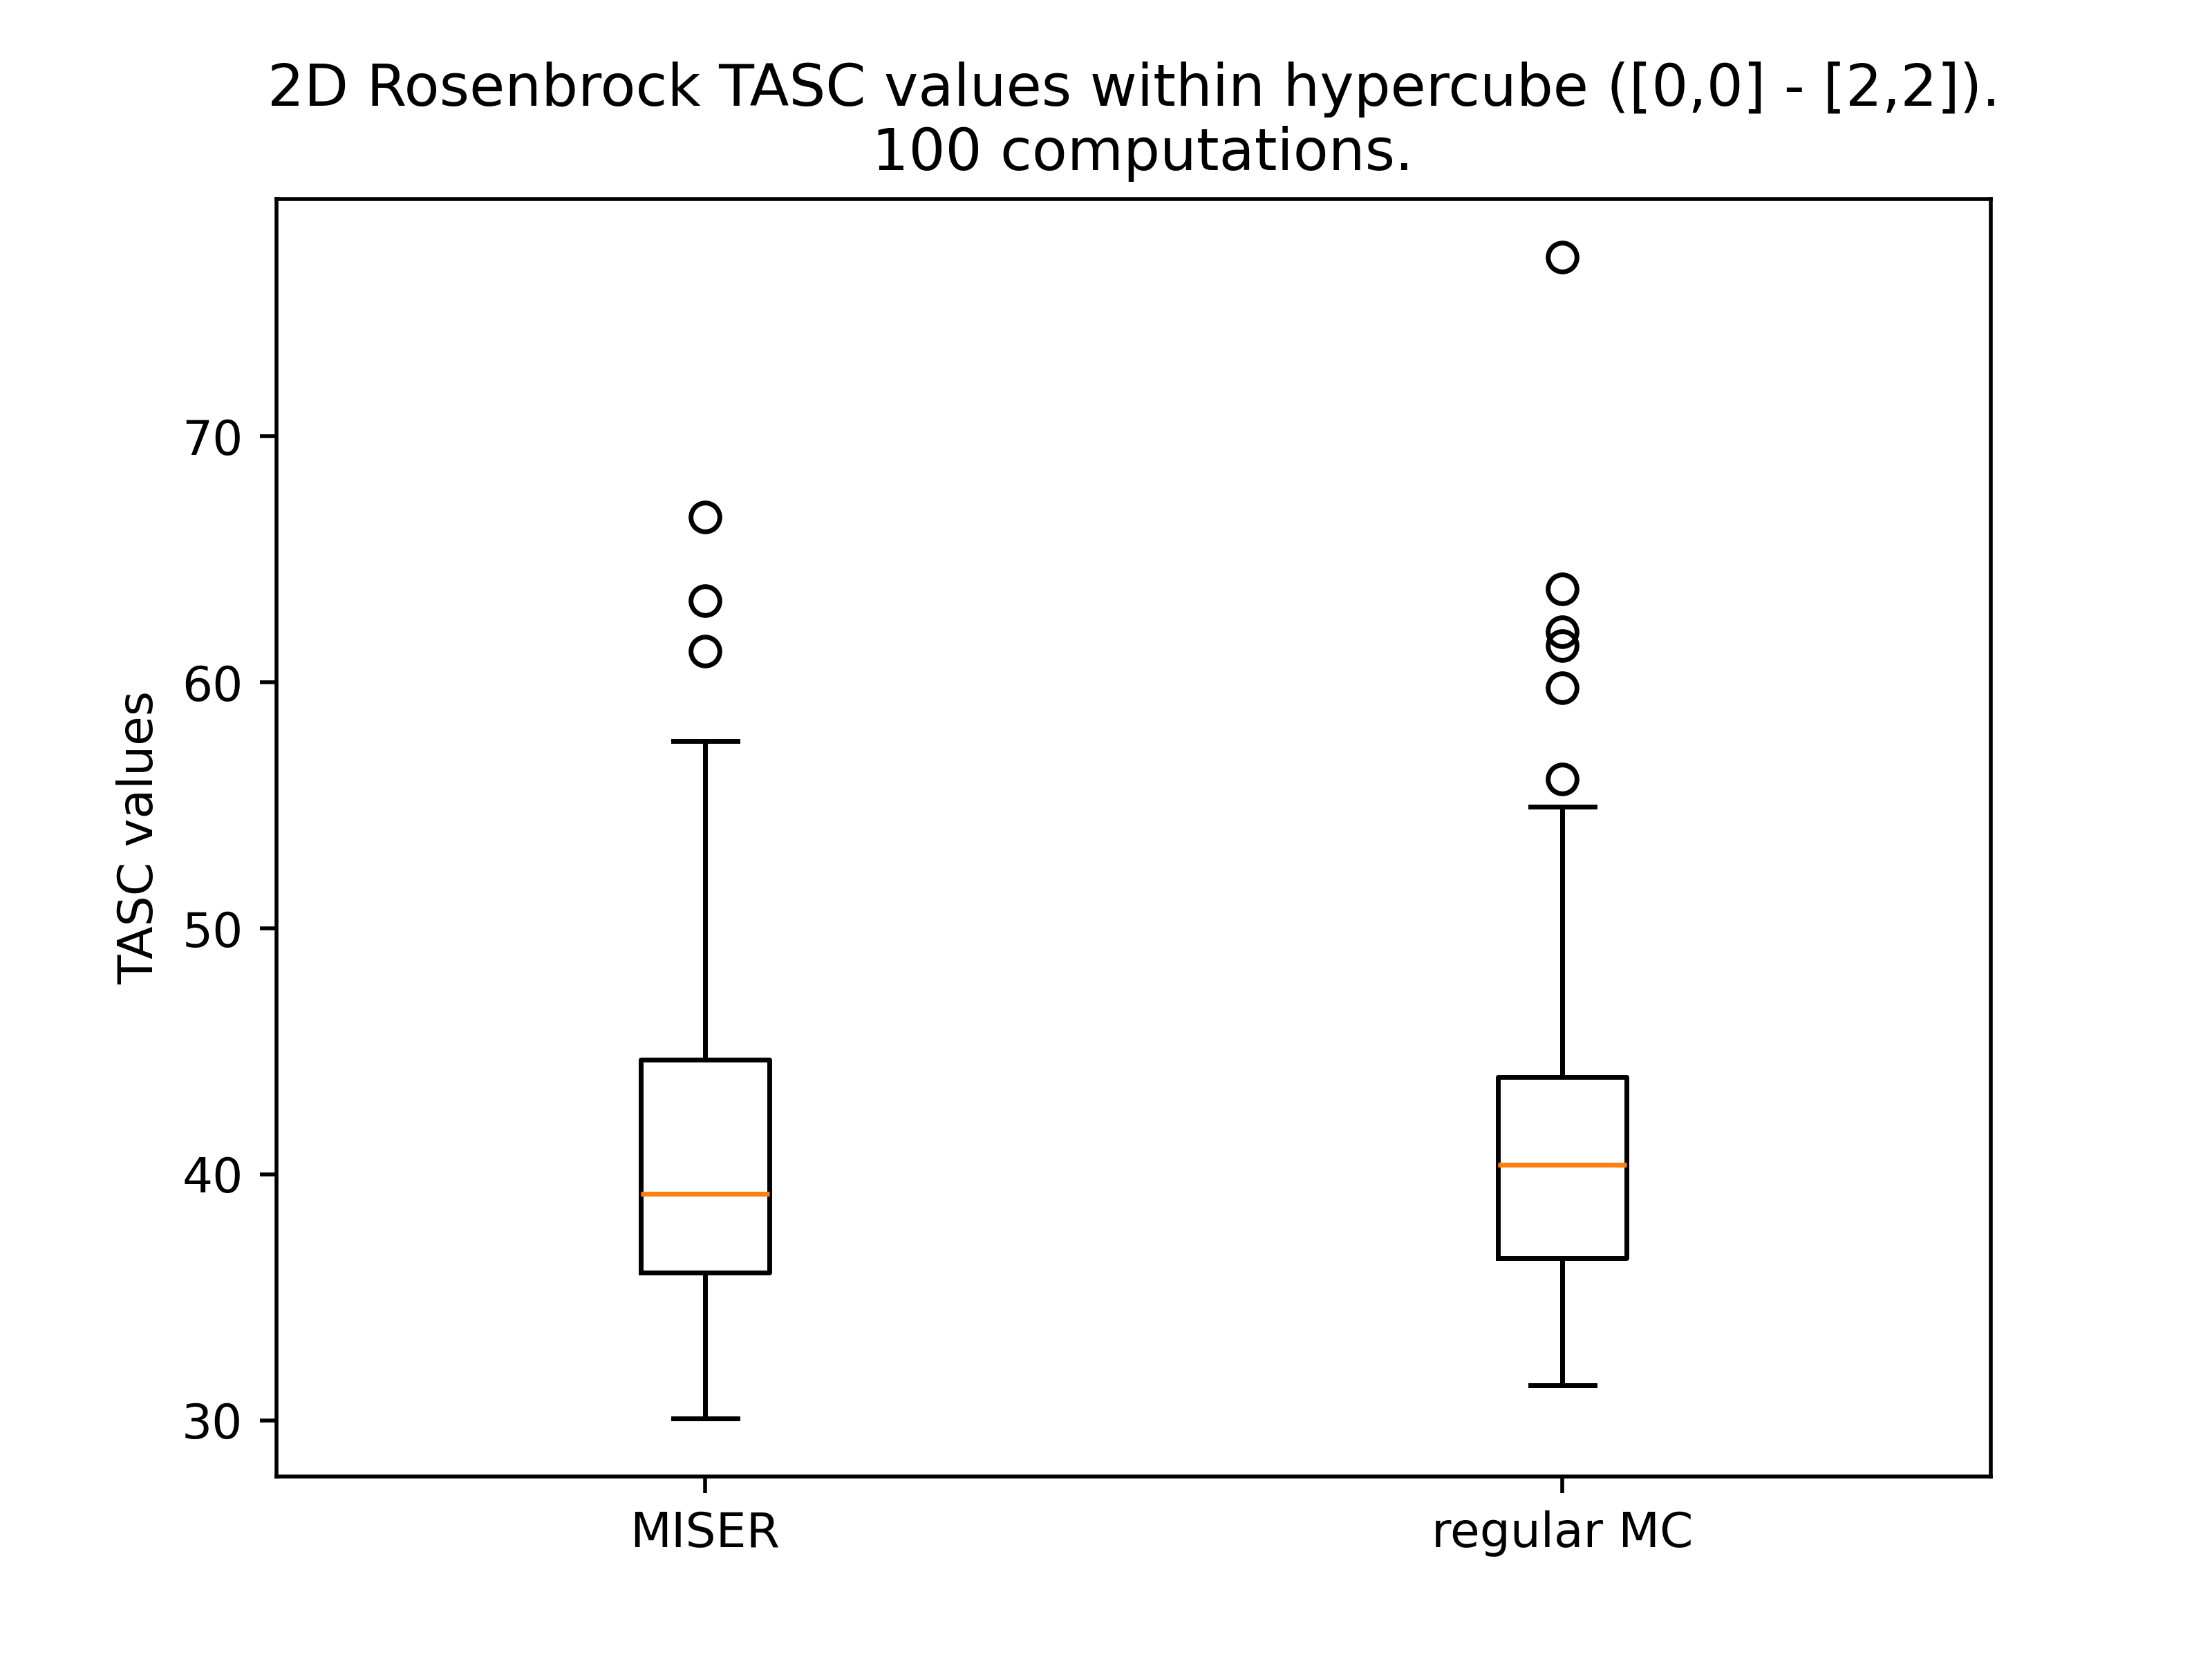 2D Rosenbrock TASC values within hypercube ([0,0] - [2,2]).
100 computations.
TASC values
70
60
50
40
30
MISER
regular MC